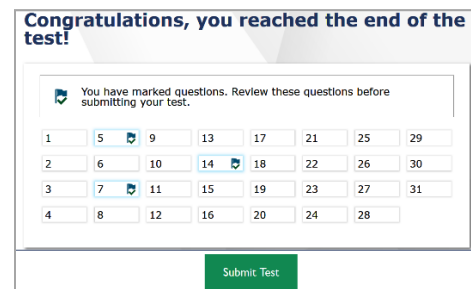 Congratulations, you reached the end of the
test!
You have marked questions. Review these questions before
submitting your test.
1 5 9 13 17 21 25 29
2 6 10 14 18 22 26 30
3 7 11 15 19 23 27 31
4 8 12 16 20 24 28
Submit Test